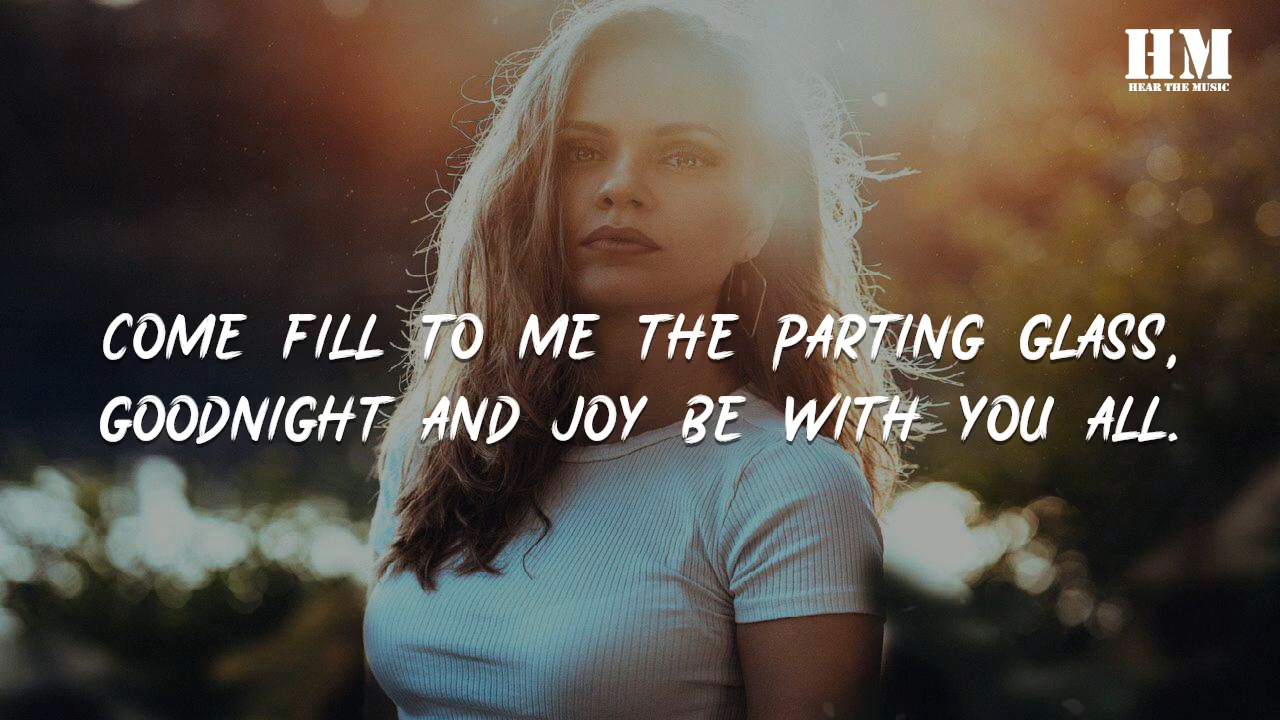 HM
HEAR THE MUSIC
COME FILL TO ME THE PARTING GLASS,
GOODNIGHT AND JOY BE WITH YOU ALL.